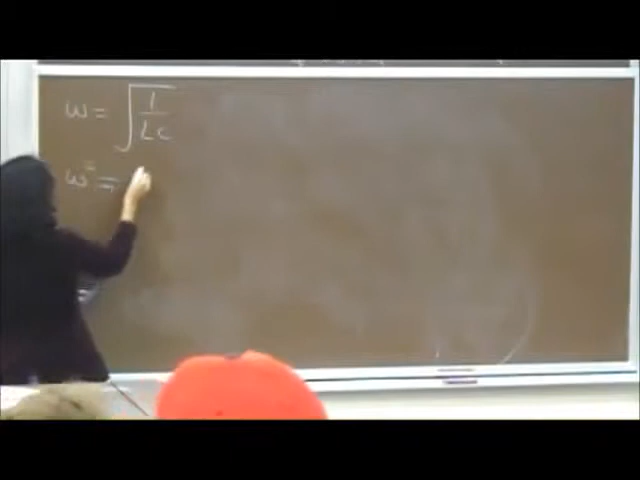 ω = √(1/LC)
ω² =